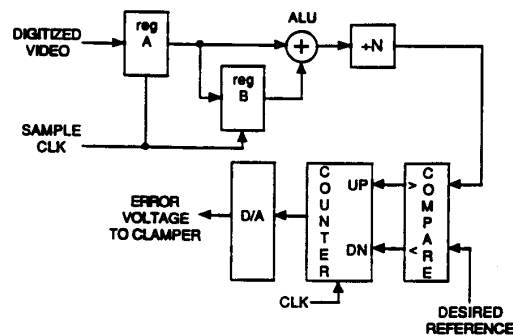 DIGITIZED
VIDEO
reg
A
ALU
+
÷N
reg
B
SAMPLE
CLK
ERROR
VOLTAGE
TO CLAMPER
D/A
COUNTER
UP
DN
>
<
COMPARE
CLK
DESIRED
REFERENCE